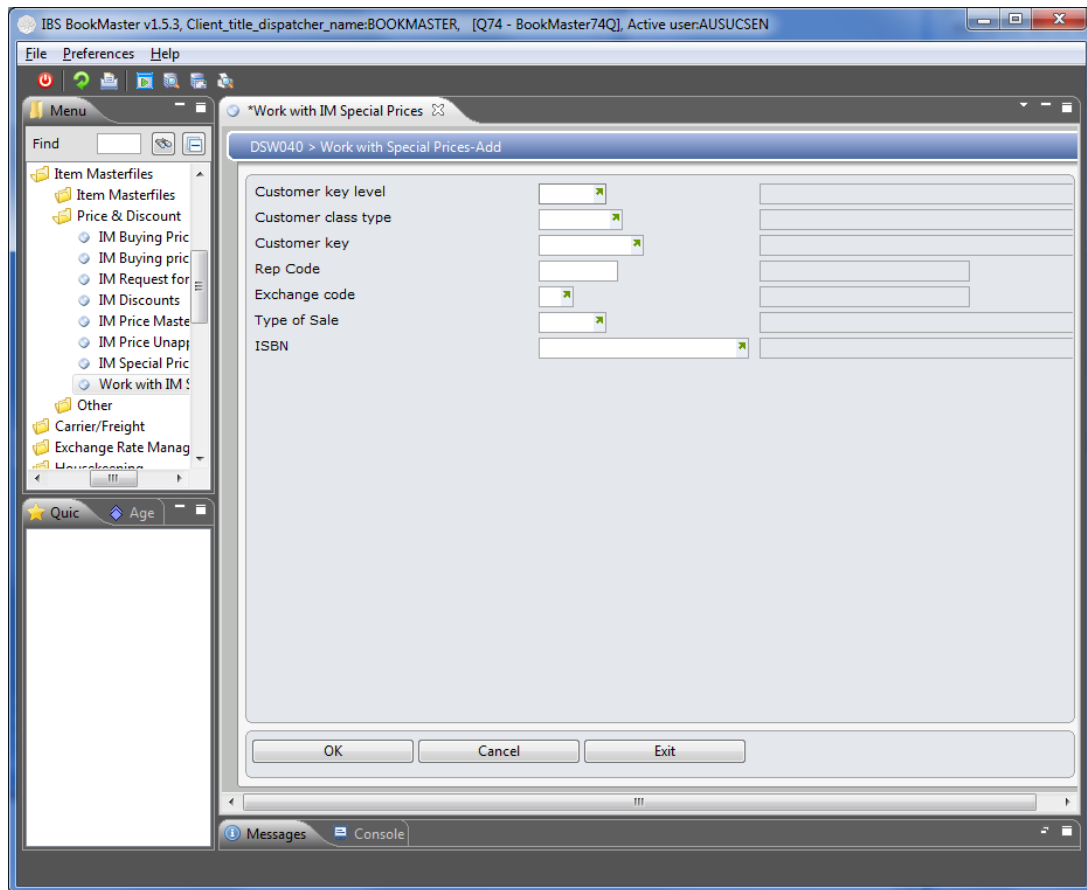 IBS BookMaster v1.5.3, Client_title_dispatcher_name:BOOKMASTER, [Q74 - BookMaster74Q], Active user:AUSUCSEN
File Preferences Help
Menu
*Work with IM Special Prices
Find
DSW040 > Work with Special Prices-Add
Item Masterfiles
Item Masterfiles
Price & Discount
IM Buying Pric
IM Buying pric
IM Request for
IM Discounts
IM Price Maste
IM Price Unapp
IM Special Pric
Work with IM S
Other
Carrier/Freight
Exchange Rate Manag
Housekeeping
Customer key level
Customer class type
Customer key
Rep Code
Exchange code
Type of Sale
ISBN
Quic Age
OK Cancel Exit
Messages Console